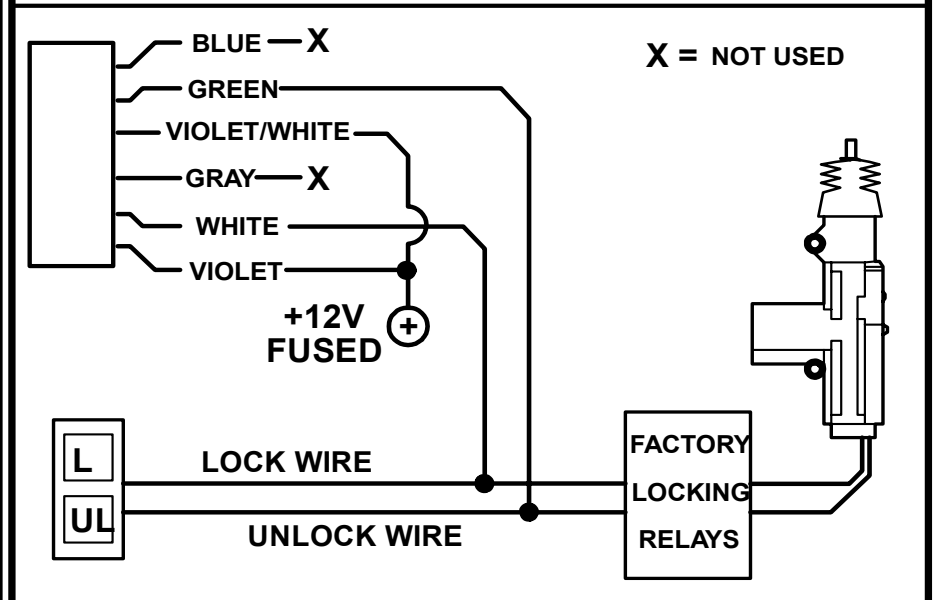 BLUE X
X = NOT USED
GREEN
VIOLET/WHITE
GRAY X
WHITE
VIOLET
+12V
FUSED
+
L
LOCK WIRE
UL
UNLOCK WIRE
FACTORY
LOCKING
RELAYS